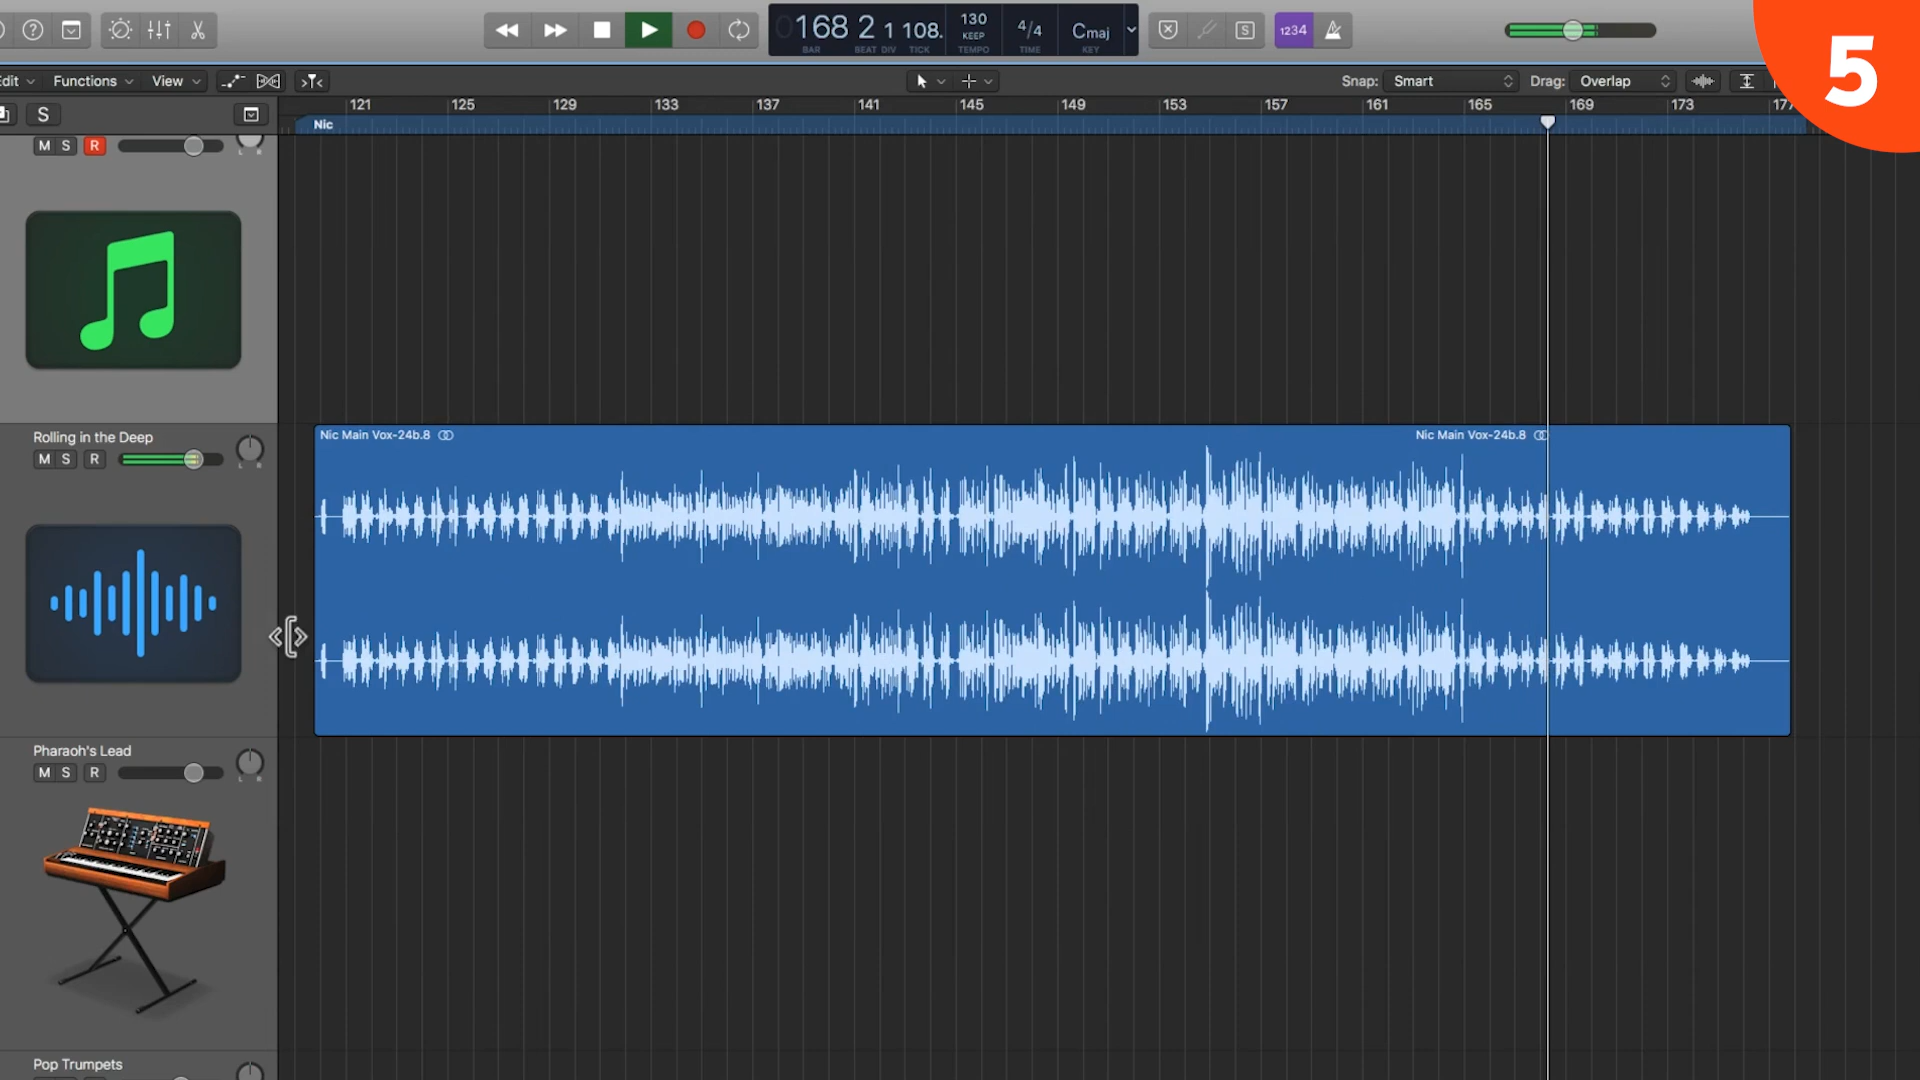 168 2 1 108.
BAR BEAT DIV TICK
130
KEEP
TEMPO
4/4
TIME
Cmaj
KEY
S
1234
5
dit Functions View
Snap: Smart
Drag: Overlap
S
121 125 129 133 137 141 145 149 153 157 161 165 169 173 177
Nic
M S R
L R
Rolling in the Deep
M S R
L R
Nic Main Vox-24b.8
Nic Main Vox-24b.8
Pharaoh's Lead
M S R
L R
Pop Trumpets